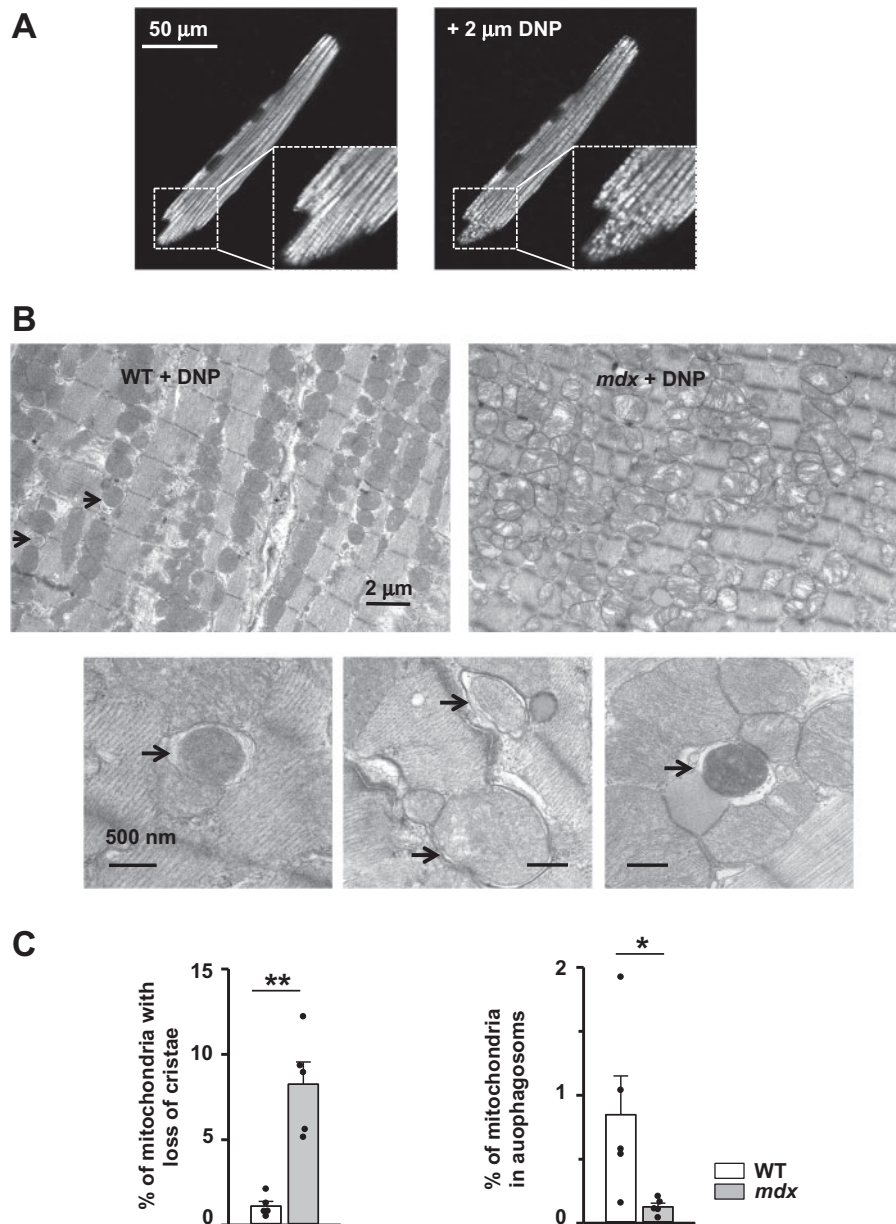 A
50 μm
+ 2 μm DNP
B
WT + DNP
mdx + DNP
2 μm
500 nm
C
% of mitochondria with
loss of cristae
15
10
5
0
**
% of mitochondria
in auophagosoms
2
1
0
*
WT
mdx